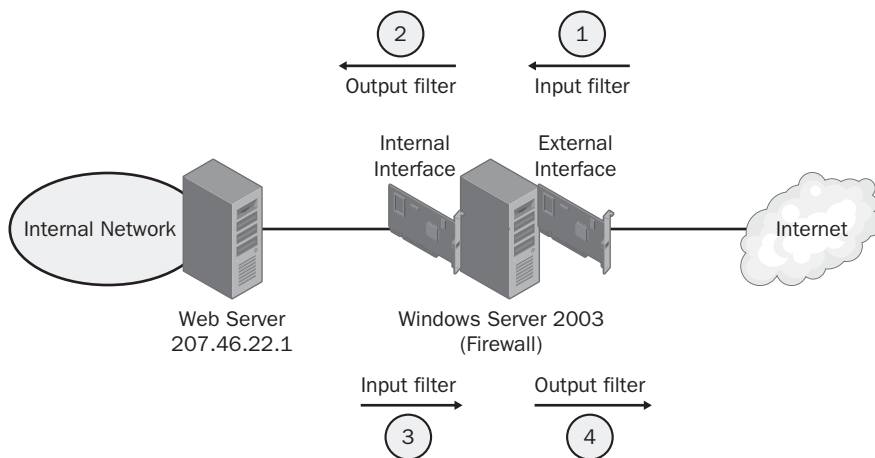 2
1
Output filter
Input filter
Internal
Interface
External
Interface
Internal Network
Internet
Web Server
207.46.22.1
Windows Server 2003
(Firewall)
Input filter
Output filter
3
4